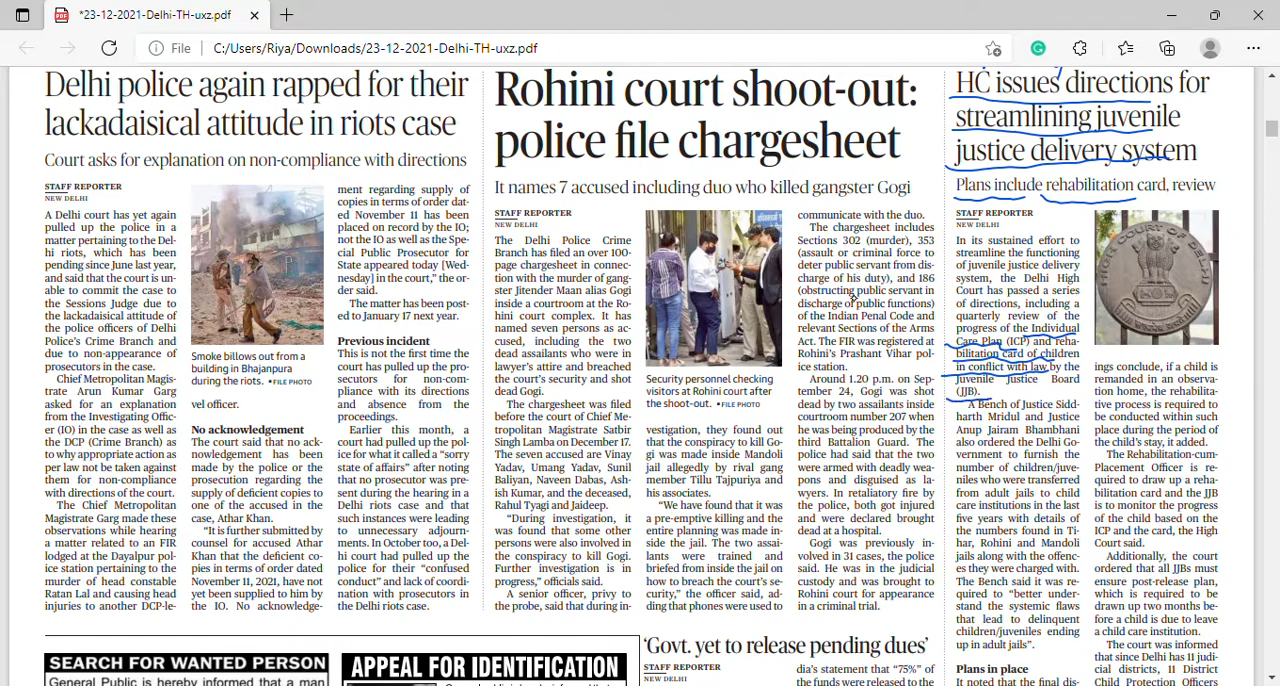 *23-12-2021-Delhi-TH-uxz.pdf
File
C:/Users/Riya/Downloads/23-12-2021-Delhi-TH-uxz.pdf
Delhi police again rapped for their
lackadaisical attitude in riots case
Court asks for explanation on non-compliance with directions
STAFF REPORTER
NEW DELHI
A Delhi court has yet again
pulled up the police in a
matter pertaining to the Del-
hi riots, which has been
pending since June last year,
and said that the court is un-
able to commit the case to
the Sessions Judge due to
the lackadaisical attitude of
the police officers of Delhi
Police's Crime Branch and
due to non-appearance of
prosecutors in the case.
Chief Metropolitan Magis-
trate Arun Kumar Garg
asked for an explanation
from the Investigating Offic-
er (IO) in the case as well as
the DCP (Crime Branch) as
to why appropriate action as
per law not be taken against
them for non-compliance
with directions of the court.
The Chief Metropolitan
Magistrate Garg made these
observations while hearing
a matter related to an FIR
lodged at the Dayalpur pol-
ice station pertaining to the
murder of head constable
Ratan Lal and causing head
injuries to another DCP-le-
Smoke billows out from a
building in Bhajanpura
during the riots. •FILE PHOTO
vel officer.
No acknowledgement
The court said that no ack-
nowledgement has been
made by the police or the
prosecution regarding the
supply of deficient copies to
one of the accused in the
case, Athar Khan.
"It is further submitted by
counsel for accused Athar
Khan that the deficient co-
pies in terms of order dated
November 11, 2021, have not
yet been supplied to him by
the IO. No acknowledge-
ment regarding supply of
copies in terms of order dat-
ed November 11 has been
placed on record by the IO;
not the IO as well as the Spe-
cial Public Prosecutor for
State appeared today [Wed-
nesday] in the court," the or-
der said.
The matter has been post-
ed to January 17 next year.
Previous incident
This is not the first time the
court has pulled up the pro-
secutors for non-com-
pliance with its directions
and absence from the
proceedings.
Earlier this month, a
court had pulled up the pol-
ice for what it called a "sorry
state of affairs" after noting
that no prosecutor was pre-
sent during the hearing in a
Delhi riots case and that
such instances were leading
to unnecessary adjourn-
ments. In October too, a Del-
hi court had pulled up the
police for their "confused
conduct" and lack of coordi-
nation with prosecutors in
the Delhi riots case.
Rohini court shoot-out:
police file chargesheet
It names 7 accused including duo who killed gangster Gogi
STAFF REPORTER
NEW DELHI
The Delhi Police Crime
Branch has filed an over 100-
page chargesheet in connec-
tion with the murder of gang-
ster Jitender Maan alias Gogi
inside a courtroom at the Ro-
hini court complex. It has
named seven persons as ac-
cused, including the two
dead assailants who were in
lawyer's attire and breached
the court's security and shot
dead Gogi.
The chargesheet was filed
before the court of Chief Me-
tropolitan Magistrate Satbir
Singh Lamba on December 17.
The seven accused are Vinay
Yadav, Umang Yadav, Sunil
Baliyan, Naveen Dabas, Ash-
ish Kumar, and the deceased,
Rahul Tyagi and Jaideep.
"During investigation, it
was found that some other
persons were also involved in
the conspiracy to kill Gogi.
Further investigation is in
progress," officials said.
A senior officer, privy to
the probe, said that during in-
Security personnel checking
visitors at Rohini court after
the shoot-out. •FILE PHOTO
vestigation, they found out
that the conspiracy to kill Go-
gi was made inside Mandoli
jail allegedly by rival gang
member Tillu Tajpuriya and
his associates.
"We have found that it was
a pre-emptive killing and the
entire planning was made in-
side the jail. The two assai-
lants were trained and
briefed from inside the jail on
how to breach the court's se-
curity," the officer said, ad-
ding that phones were used to
communicate with the duo.
The chargesheet includes
Sections 302 (murder), 353
(assault or criminal force to
deter public servant from dis-
charge of his duty), and 186
(obstructing public servant in
discharge of public functions)
of the Indian Penal Code and
relevant Sections of the Arms
Act. The FIR was registered at
Rohini's Prashant Vihar pol-
ice station.
Around 1.20 p.m. on Sep-
tember 24, Gogi was shot
dead by two assailants inside
courtroom number 207 when
he was being produced by the
third Battalion Guard. The
police had said that the two
were armed with deadly wea-
pons and disguised as la-
wyers. In retaliatory fire by
the police, both got injured
and were declared brought
dead at a hospital.
Gogi was previously in-
volved in 31 cases, the police
said. He was in the judicial
custody and was brought to
Rohini court for appearance
in a criminal trial.
HC issues directions for
streamlining juvenile
justice delivery system
Plans include rehabilitation card, review
STAFF REPORTER
NEW DELHI
In its sustained effort to
streamline the functioning
of juvenile justice delivery
system, the Delhi High
Court has passed a series
of directions, including a
quarterly review of the
progress of the Individual
Care Plan (ICP) and reha-
bilitation card of children
in conflict with law by the
Juvenile Justice Board
(JJB).
A Bench of Justice Sidd-
harth Mridul and Justice
Anup Jairam Bhambhani
also ordered the Delhi Go-
vernment to furnish the
number of children/juve-
niles who were transferred
from adult jails to child
care institutions in the last
five years with details of
the numbers found in Ti-
har, Rohini and Mandoli
jails along with the offenc-
es they were charged with.
The Bench said it was re-
quired to "better under-
stand the systemic flaws
that lead to delinquent
children/juveniles ending
up in adult jails".
Plans in place
It noted that the final dis-
ings conclude, if a child is
remanded in an observa-
tion home, the rehabilita-
tive process is required to
be conducted within such
place during the period of
the child's stay, it added.
The Rehabilitation-cum-
Placement Officer is re-
quired to draw up a reha-
bilitation card and the JJB
is to monitor the progress
of the child based on the
ICP and the card, the High
Court said.
Additionally, the court
ordered that all JJBs must
ensure post-release plan,
which is required to be
drawn up two months be-
fore a child is due to leave
a child care institution.
The court was informed
that since Delhi has 11 judi-
cial districts, 11 District
Child Protection Officers
SEARCH FOR WANTED PERSON
General Public is hereby informed that a man
APPEAL FOR IDENTIFICATION
'Govt. yet to release pending dues'
STAFF REPORTER
NEW DELHI
dia's statement that "75%" of
the funds were released to the